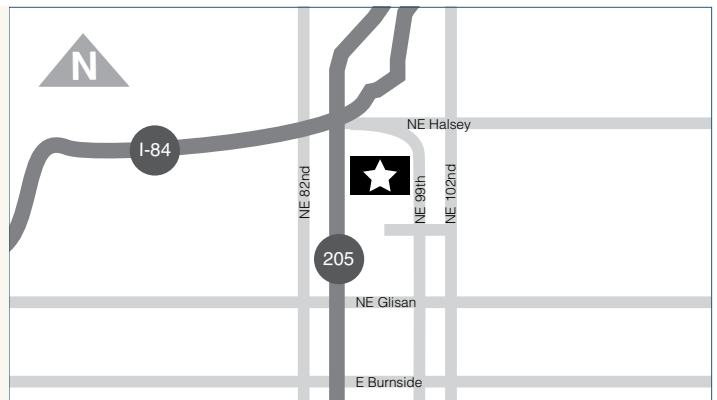 N
NE Halsey
I-84
NE 82nd
NE 99th
NE 102nd
205
NE Glisan
E Burnside